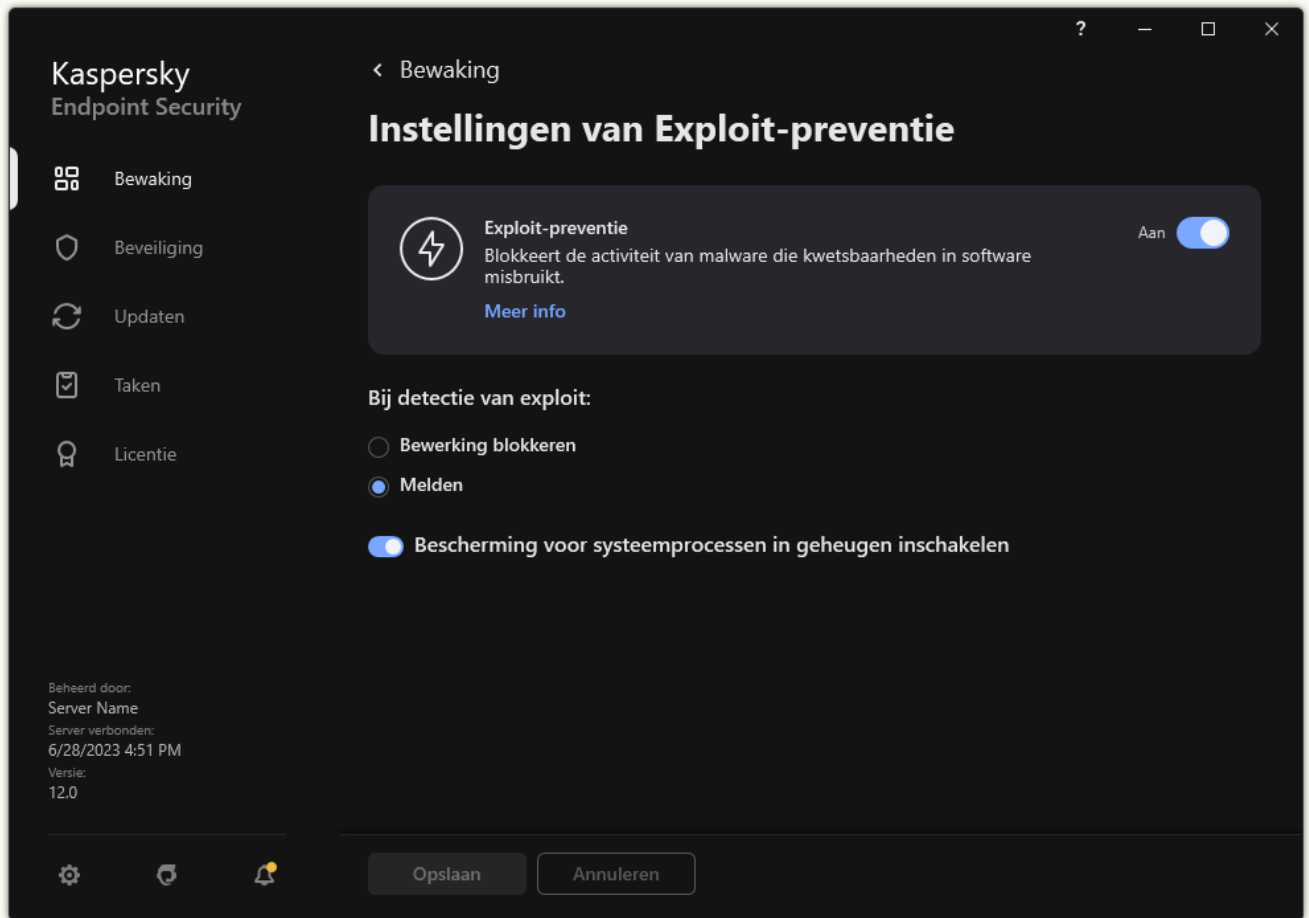 ?
Kaspersky
Endpoint Security
Bewaking
Beveiliging
Updaten
Taken
Licentie
Beheerd door:
Server Name
Server verbonden:
6/28/2023 4:51 PM
Versie:
12.0
Bewaking
Instellingen van Exploit-preventie
Exploit-preventie
Blokkeert de activiteit van malware die kwetsbaarheden in software
misbruikt.
Meer info
Aan
Bij detectie van exploit:
Bewerking blokkeren
Melden
Bescherming voor systeemprocessen in geheugen inschakelen
Opslaan
Annuleren